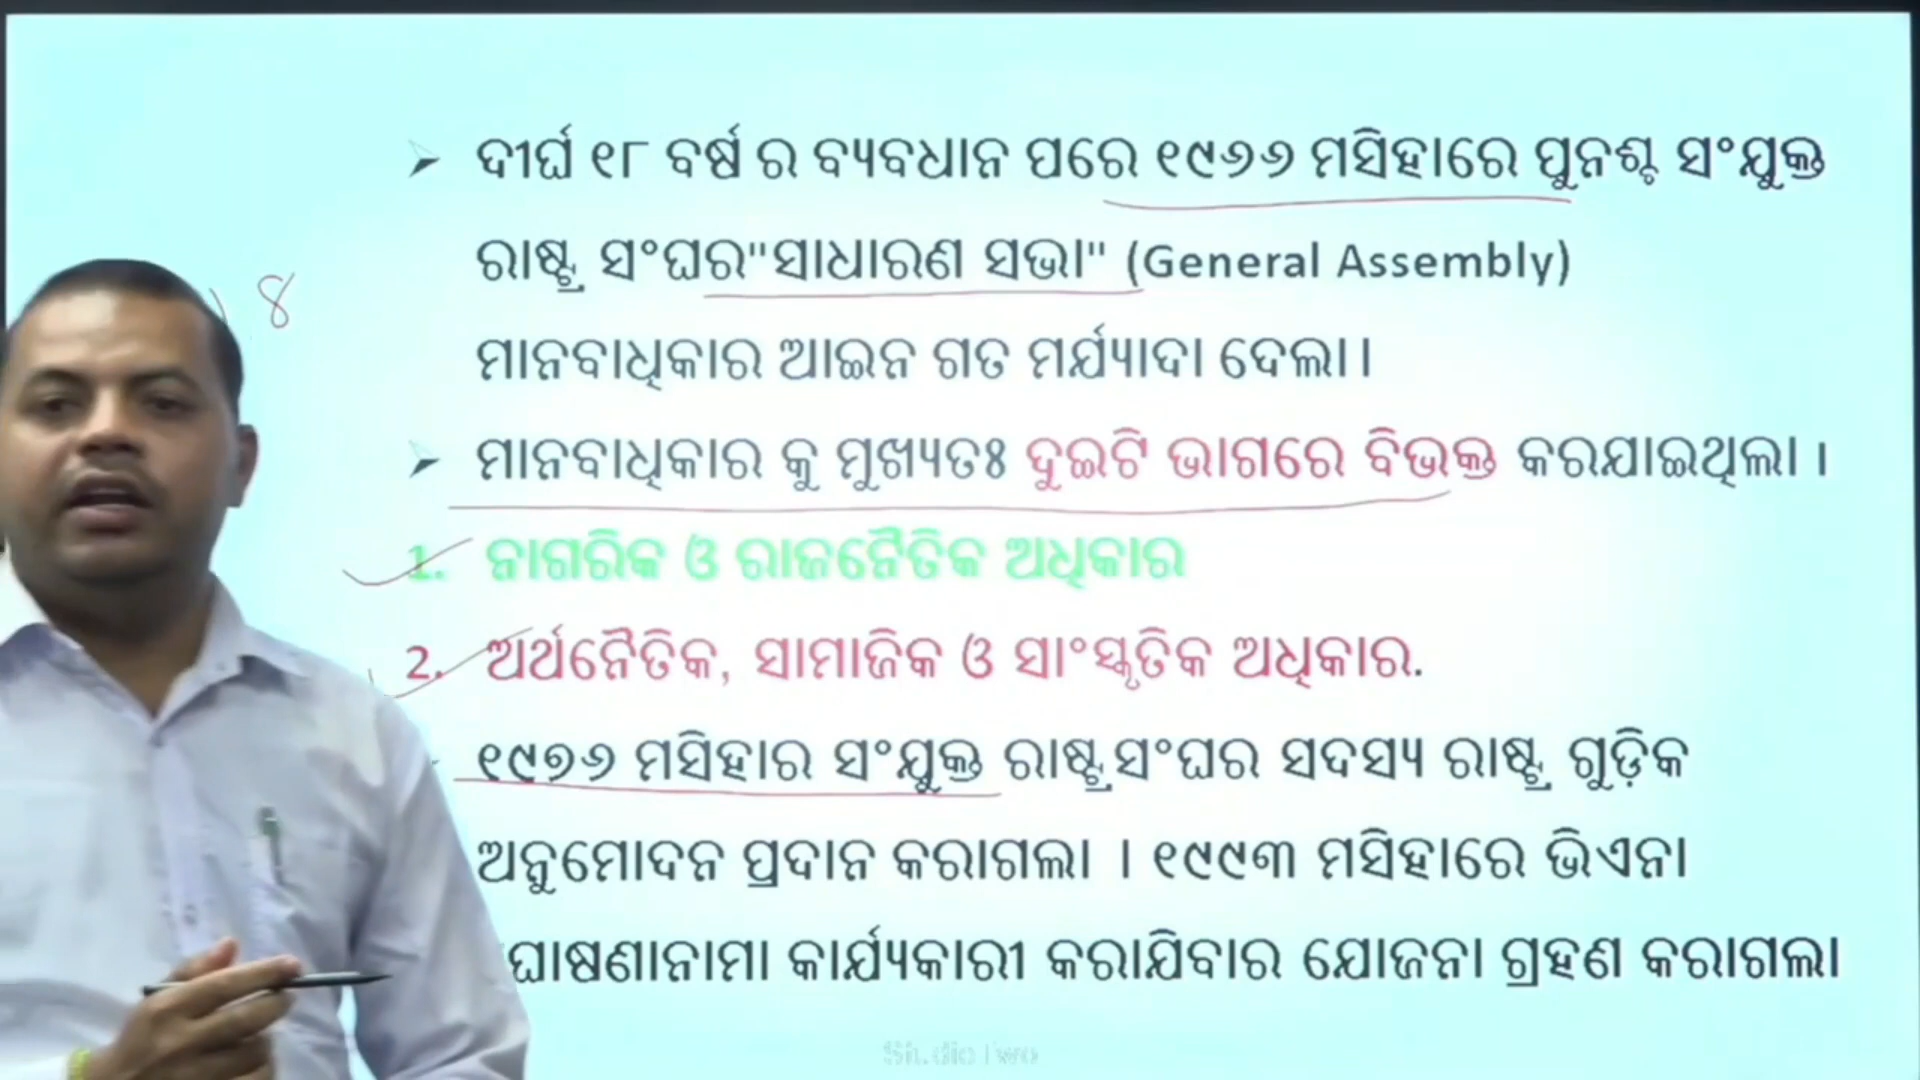 ➢ ଦୀର୍ଘ ୧୮ ବର୍ଷ ର ବ୍ୟବଧାନ ପରେ ୧୯୬୬ ମସିହାରେ ପୁନଶ୍ଚ ସଂଯୁକ୍ତ
ରାଷ୍ଟ୍ର ସଂଘର"ସାଧାରଣ ସଭା" (General Assembly)
18
ମାନବାଧିକାର ଆଇନ ଗତ ମର୍ଯ୍ୟାଦା ଦେଲା।
➢ ମାନବାଧିକାର କୁ ମୁଖ୍ୟତଃ ଦୁଇଟି ଭାଗରେ ବିଭକ୍ତ କରଯାଇଥିଲା ।
1. ନାଗରିକ ଓ ରାଜନୈତିକ ଅଧିକାର
2. ଅର୍ଥନୈତିକ, ସାମାଜିକ ଓ ସାଂସ୍କୃତିକ ଅଧିକାର.
୧୯୭୬ ମସିହାର ସଂଯୁକ୍ତ ରାଷ୍ଟ୍ରସଂଘର ସଦସ୍ୟ ରାଷ୍ଟ୍ର ଗୁଡ଼ିକ
ଅନୁମୋଦନ ପ୍ରଦାନ କରାଗଲା । ୧୯୯୩ ମସିହାରେ ଭିଏନା
ଘୋଷଣାନାମା କାର୍ଯ୍ୟକାରୀ କରାଯିବାର ଯୋଜନା ଗ୍ରହଣ କରାଗଲା